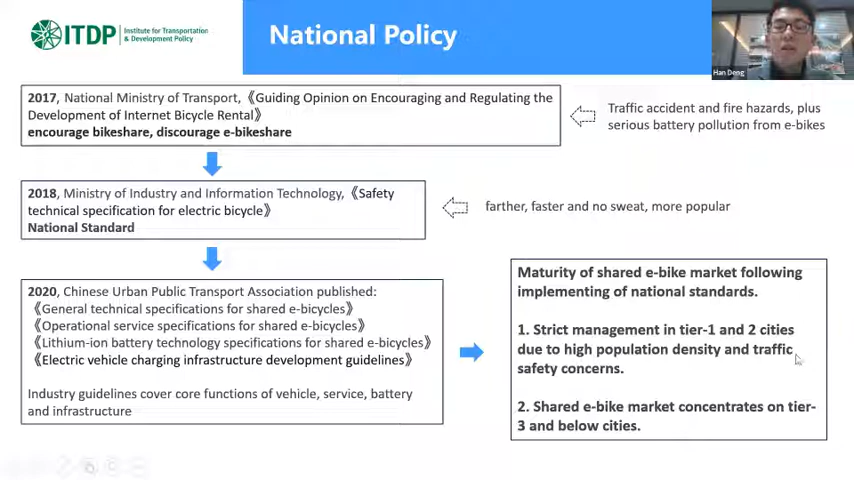 ITDP
Institute for Transportation
& Development Policy
National Policy
Han Deng
2017, National Ministry of Transport,《Guiding Opinion on Encouraging and Regulating the
Development of Internet Bicycle Rental》
encourage bikeshare, discourage e-bikeshare
Traffic accident and fire hazards, plus
serious battery pollution from e-bikes
2018, Ministry of Industry and Information Technology,《Safety
technical specification for electric bicycle》
National Standard
farther, faster and no sweat, more popular
2020, Chinese Urban Public Transport Association published:
《General technical specifications for shared e-bicycles》
《Operational service specifications for shared e-bicycles》
《Lithium-ion battery technology specifications for shared e-bicycles》
《Electric vehicle charging infrastructure development guidelines》
Industry guidelines cover core functions of vehicle, service, battery
and infrastructure
Maturity of shared e-bike market following
implementing of national standards.
1. Strict management in tier-1 and 2 cities
due to high population density and traffic
safety concerns.
2. Shared e-bike market concentrates on tier-
3 and below cities.